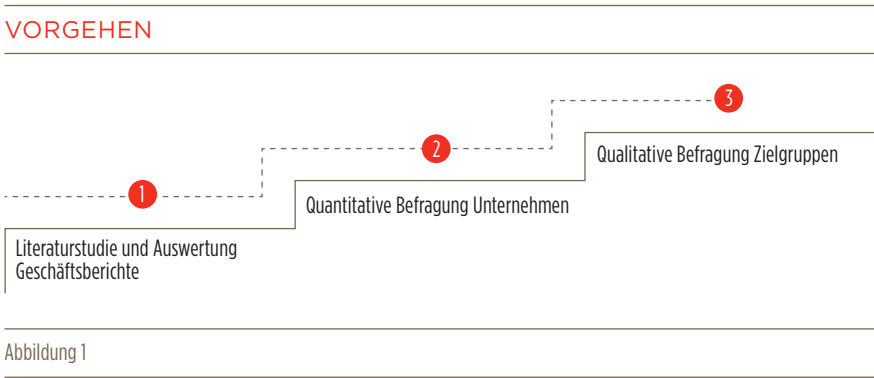 VORGEHEN
1
Literaturstudie und Auswertung
Geschäftsberichte
2
Quantitative Befragung Unternehmen
3
Qualitative Befragung Zielgruppen
Abbildung 1